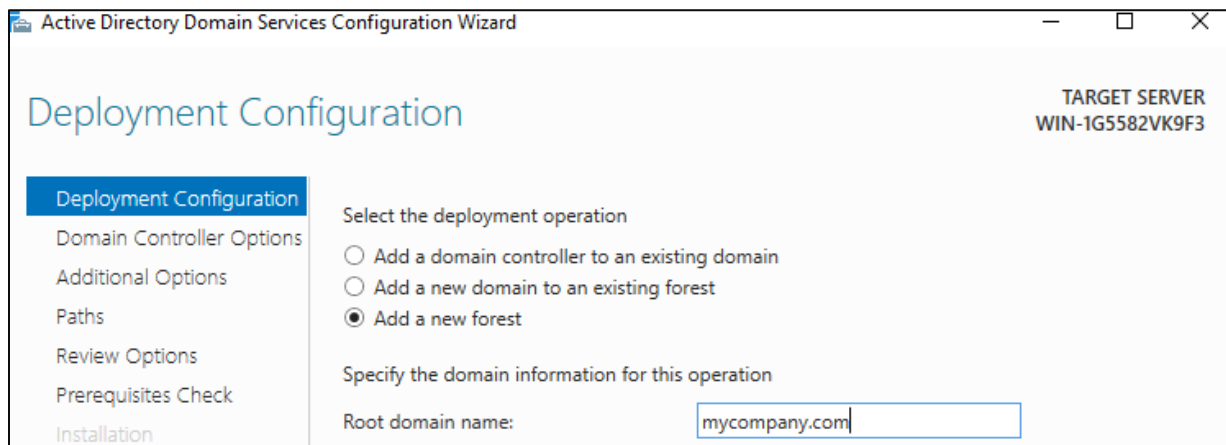 Active Directory Domain Services Configuration Wizard
Deployment Configuration
TARGET SERVER
WIN-1G5582VK9F3
Deployment Configuration
Domain Controller Options
Additional Options
Paths
Review Options
Prerequisites Check
Installation
Select the deployment operation
Add a domain controller to an existing domain
Add a new domain to an existing forest
Add a new forest
Specify the domain information for this operation
Root domain name:
mycompany.com